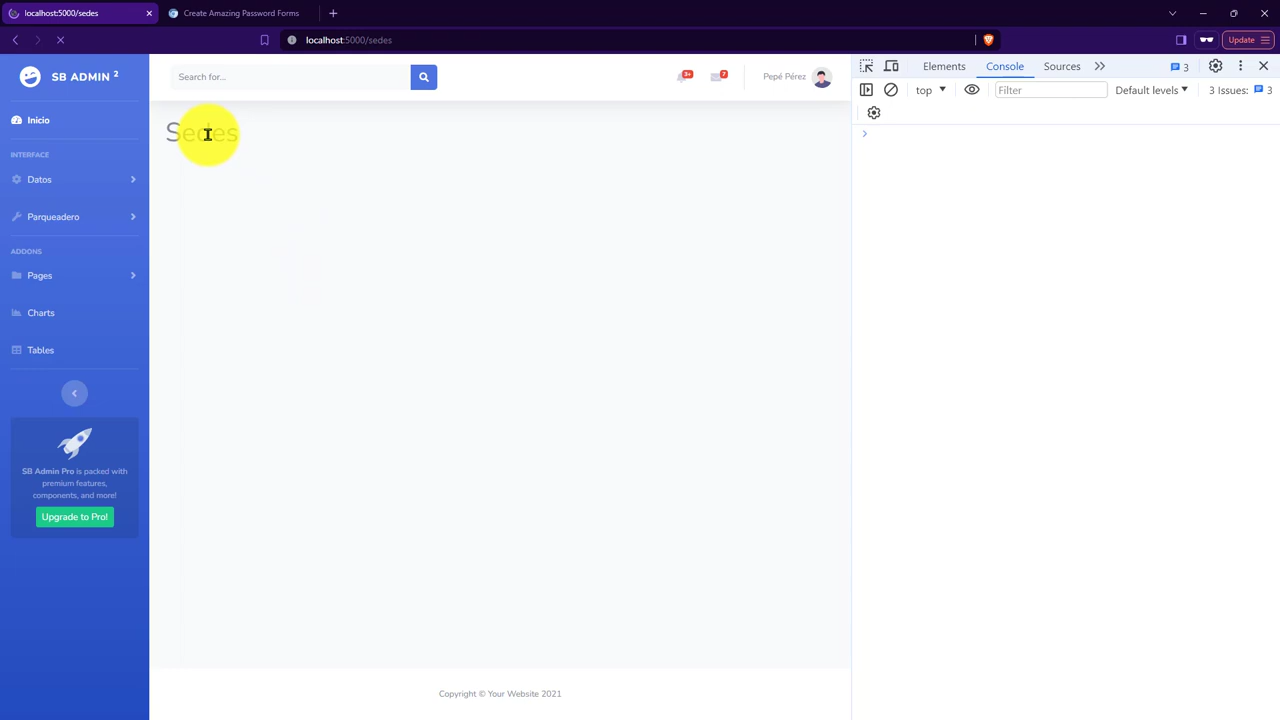 localhost:5000/sedes
Create Amazing Password Forms
localhost:5000/sedes
Update
SB ADMIN 2
Search for...
3+
7
Pepé Pérez
Elements
Console
Sources
3
top
Filter
Default levels
3 Issues:
3
Inicio
Sedes
INTERFACE
Datos
Parqueadero
ADDONS
Pages
Charts
Tables
SB Admin Pro is packed with
premium features,
components, and more!
Upgrade to Pro!
Copyright © Your Website 2021